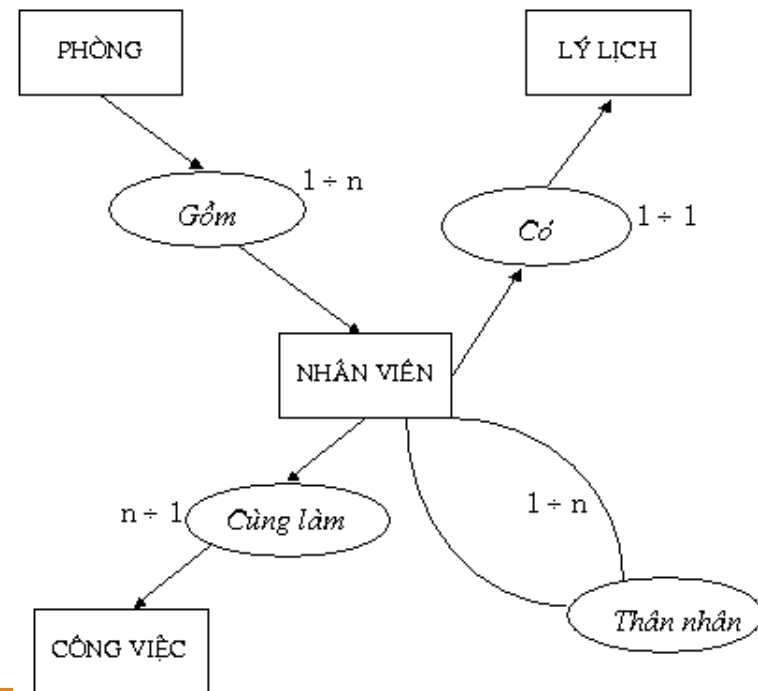 PHÒNG
LÝ LỊCH
1 ÷ n
Gồm
Có
1 ÷ 1
NHÂN VIÊN
n ÷ 1
Cùng làm
1 ÷ n
Thân nhân
CÔNG VIỆC